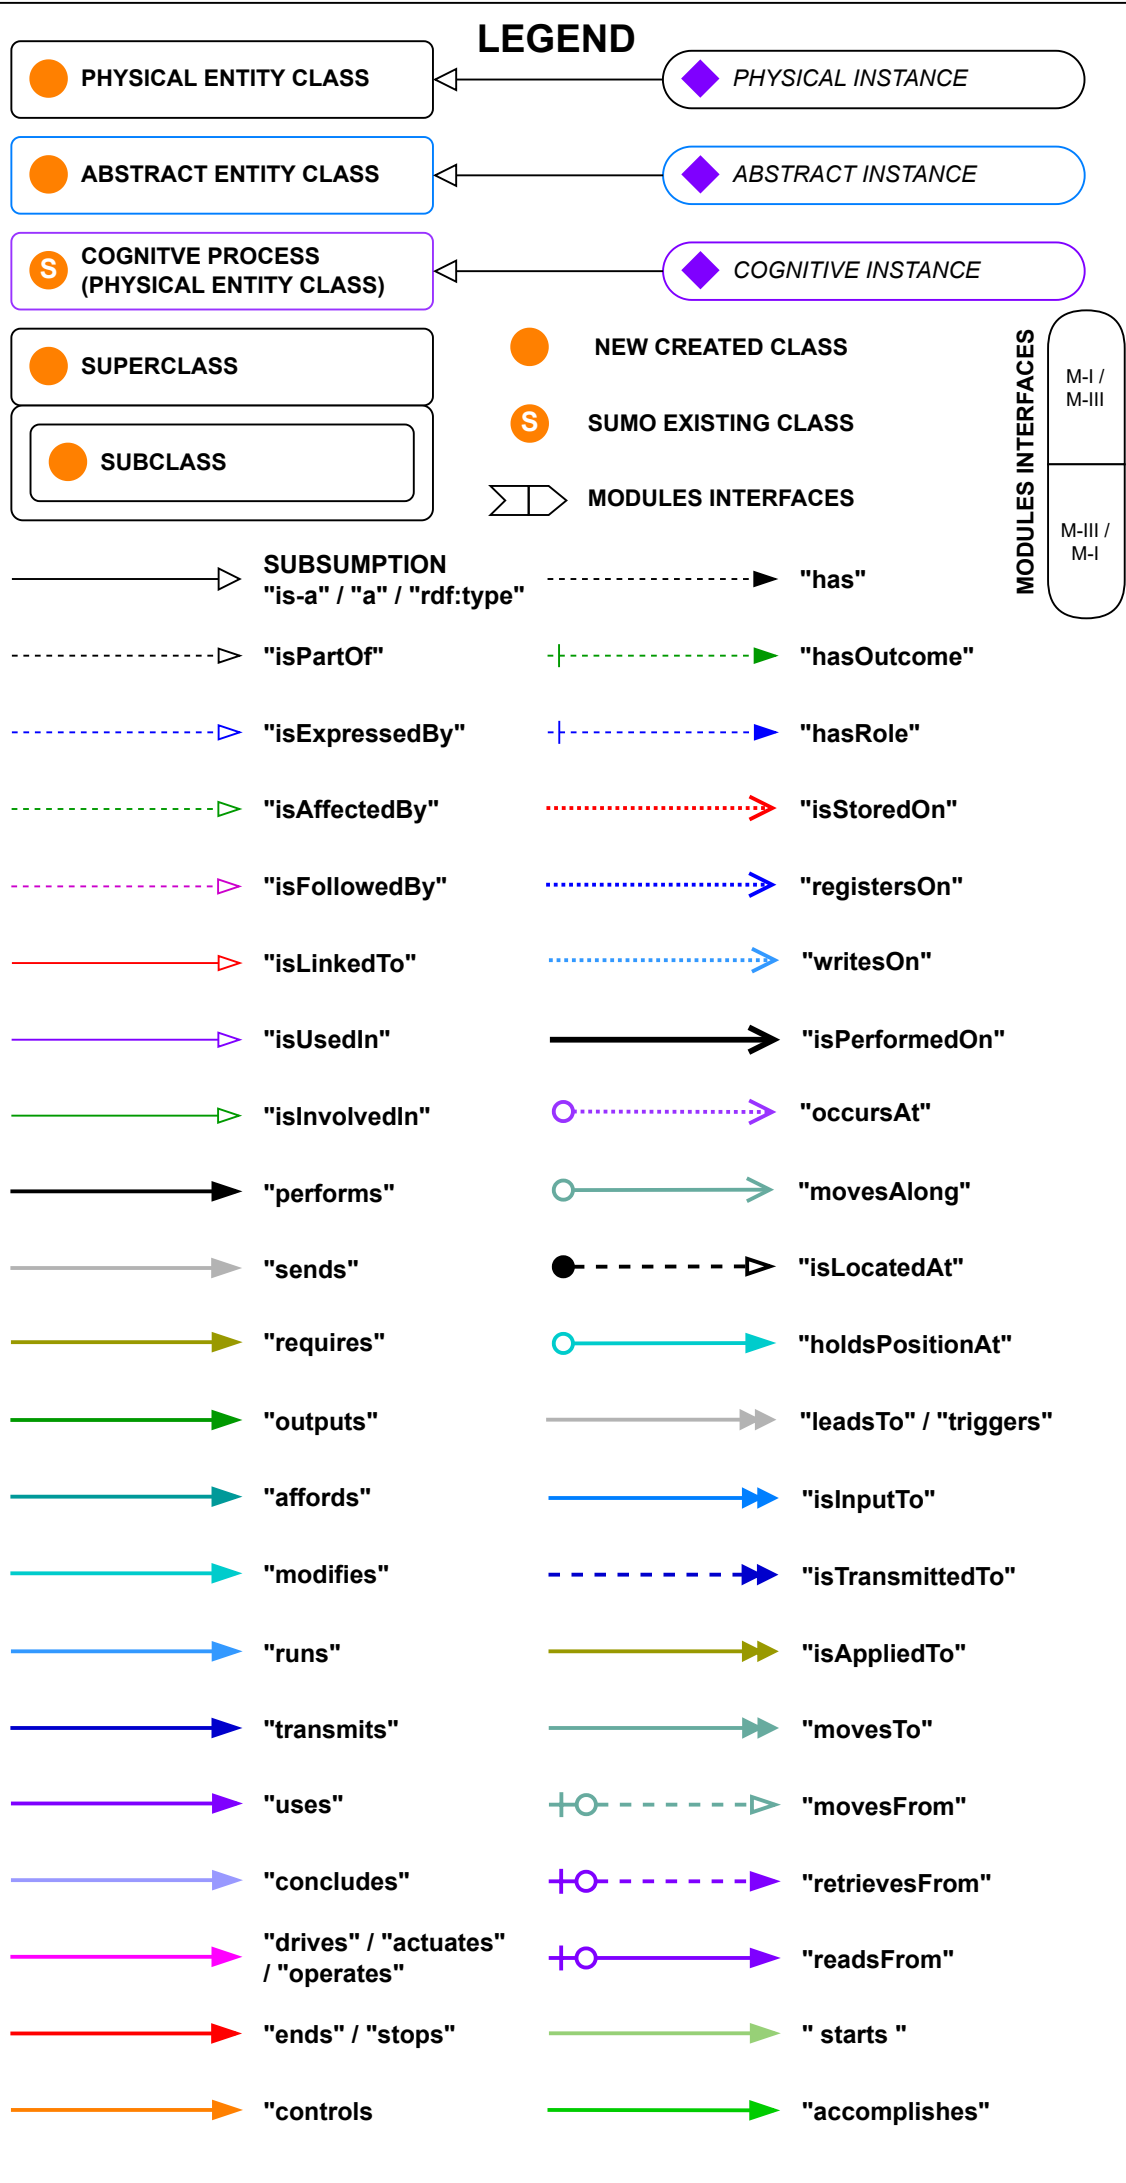 LEGEND
PHYSICAL ENTITY CLASS
PHYSICAL INSTANCE
ABSTRACT ENTITY CLASS
ABSTRACT INSTANCE
S
COGNITVE PROCESS
(PHYSICAL ENTITY CLASS)
COGNITIVE INSTANCE
SUPERCLASS
SUBCLASS
NEW CREATED CLASS
S
SUMO EXISTING CLASS
MODULES INTERFACES
MODULES INTERFACES
M-I /
M-III
M-III /
M-I
SUBSUMPTION
"is-a" / "a" / "rdf:type"
"has"
"isPartOf"
"hasOutcome"
"isExpressedBy"
"hasRole"
"isAffectedBy"
"isStoredOn"
"isFollowedBy"
"registersOn"
"isLinkedTo"
"writesOn"
"isUsedIn"
"isPerformedOn"
"isInvolvedIn"
"occursAt"
"performs"
"movesAlong"
"sends"
"isLocatedAt"
"requires"
"holdsPositionAt"
"outputs"
"leadsTo" / "triggers"
"affords"
"isInputTo"
"modifies"
"isTransmittedTo"
"runs"
"isAppliedTo"
"transmits"
"movesTo"
"uses"
"movesFrom"
"concludes"
"retrievesFrom"
"drives" / "actuates"
/ "operates"
"readsFrom"
"ends" / "stops"
" starts "
"controls
"accomplishes"